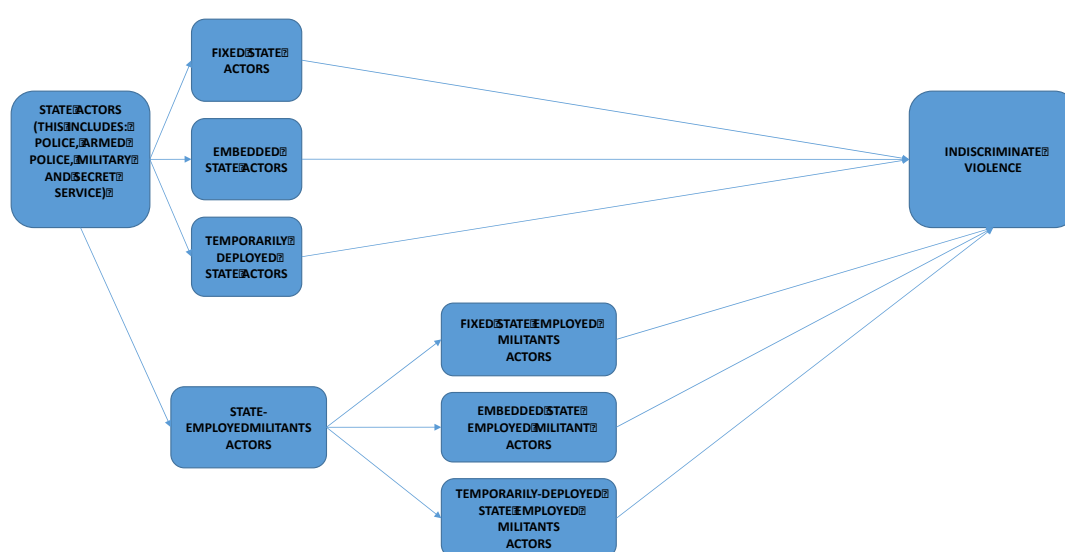 FIXED STATE
ACTORS
STATE ACTORS
(THIS INCLUDES:
POLICE, ARMED
POLICE, MILITARY
AND SECRET
SERVICE)
EMBEDDED
STATE ACTORS
INDISCRIMINATE
VIOLENCE
TEMPORARILY
DEPLOYED
STATE ACTORS
FIXED STATE EMPLOYED
MILITANTS
ACTORS
STATE-
EMPLOYEDMILITANTS
ACTORS
EMBEDDED STATE
EMPLOYED MILITANT
ACTORS
TEMPORARILY-DEPLOYED
STATE EMPLOYED
MILITANTS
ACTORS